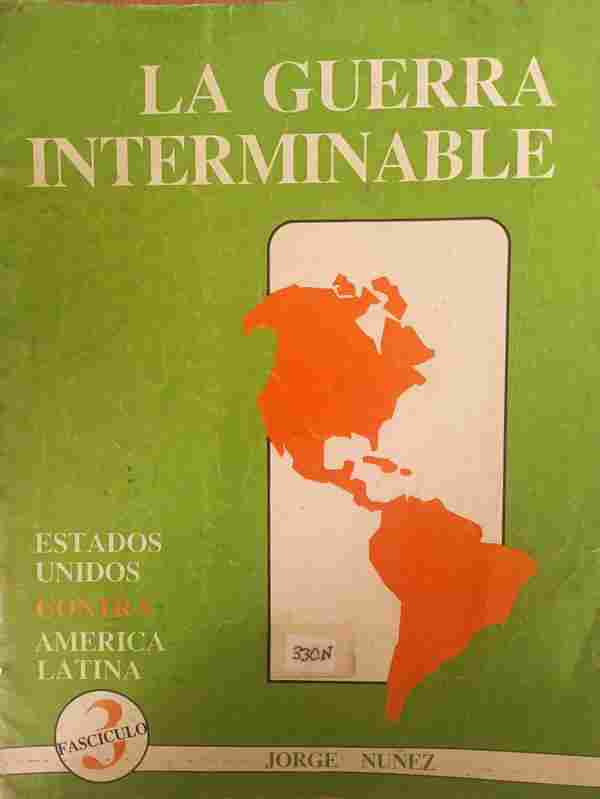 LA GUERRA
INTERMINABLE
ESTADOS
UNIDOS
CONTRA
AMERICA
LATINA
330N
3
FASCICULO
JORGE NUÑEZ